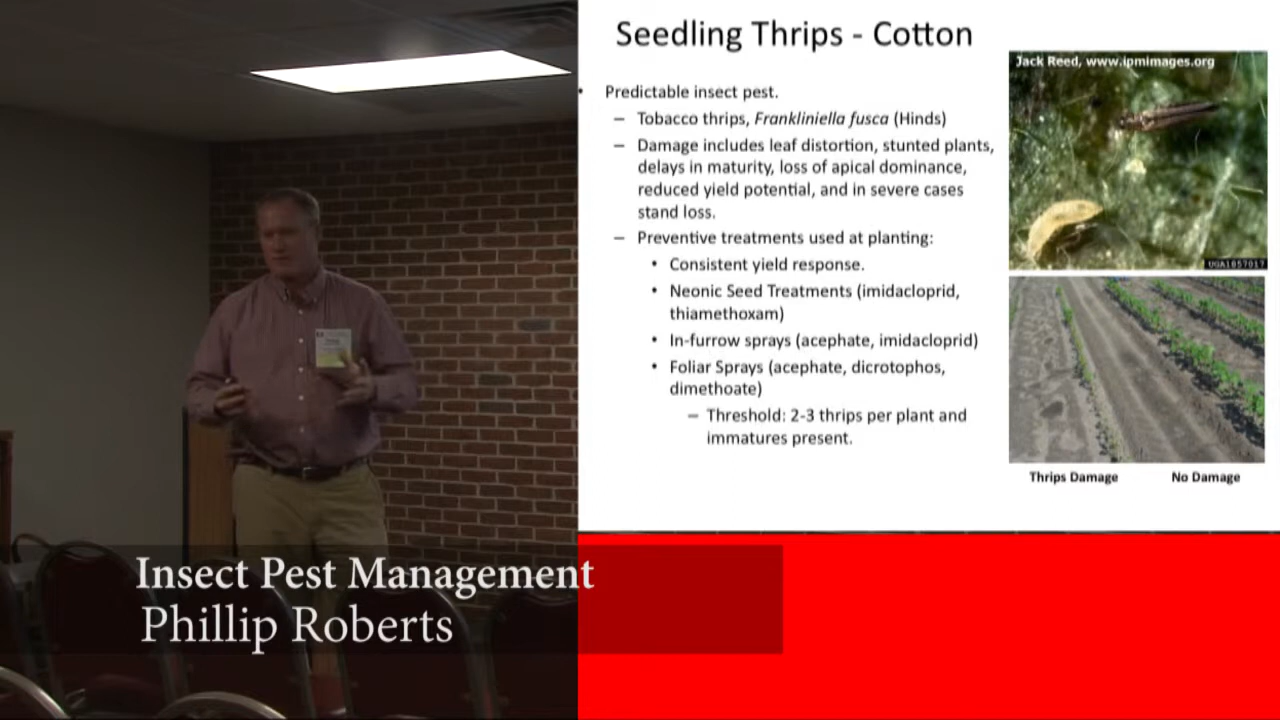 Seedling Thrips - Cotton
• Predictable insect pest.
– Tobacco thrips, Frankliniella fusca (Hinds)
– Damage includes leaf distortion, stunted plants,
delays in maturity, loss of apical dominance,
reduced yield potential, and in severe cases
stand loss.
– Preventive treatments used at planting:
• Consistent yield response.
• Neonic Seed Treatments (imidacloprid,
thiamethoxam)
• In-furrow sprays (acephate, imidacloprid)
• Foliar Sprays (acephate, dicrotophos,
dimethoate)
– Threshold: 2-3 thrips per plant and
immatures present.
Jack Reed, www.ipmimages.org
UGA1857017
Thrips Damage No Damage
Insect Pest Management
Phillip Roberts